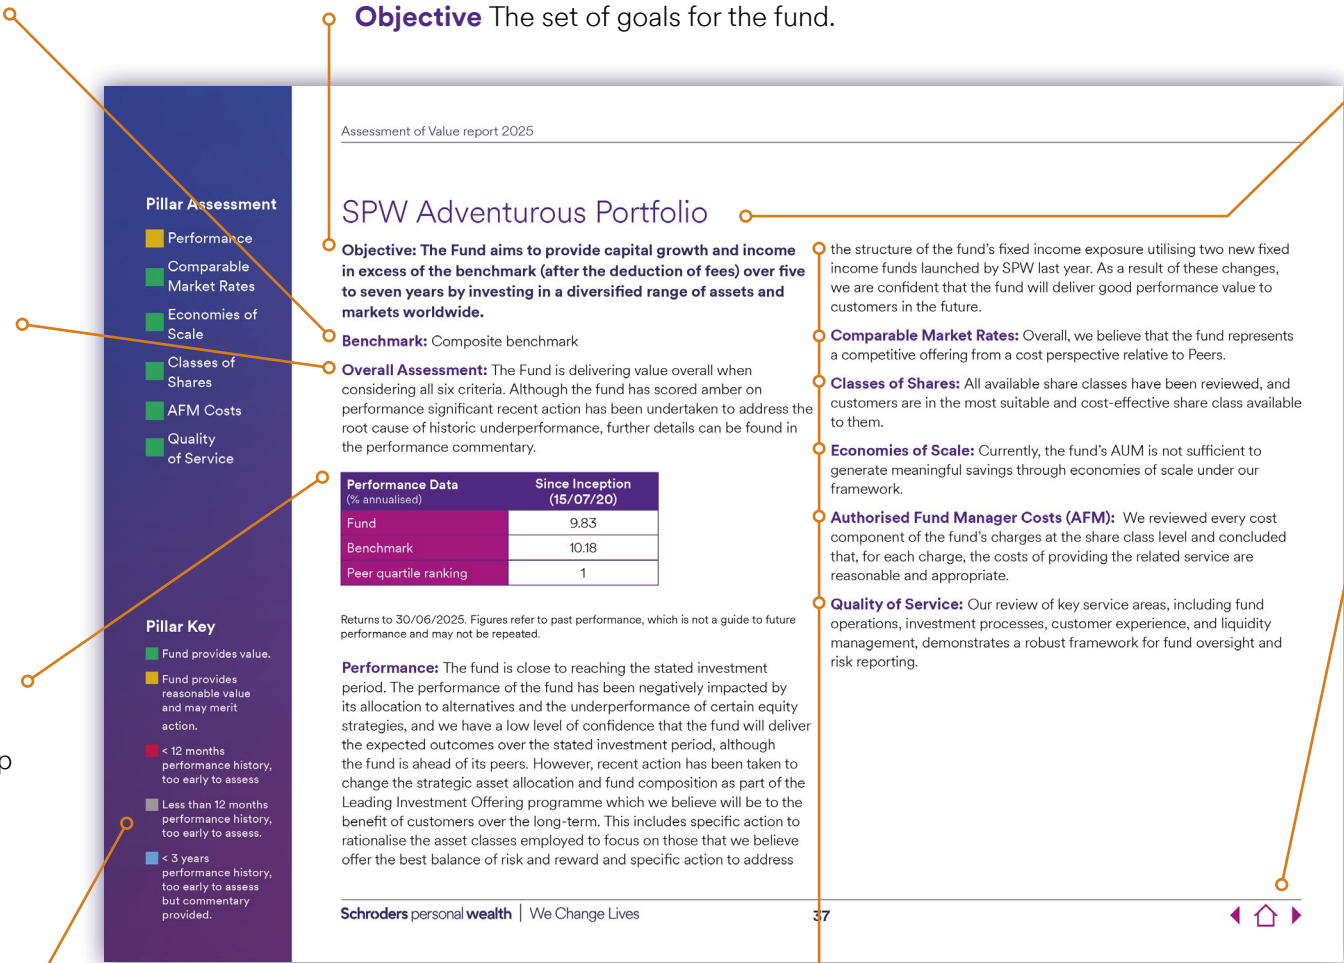 Objective The set of goals for the fund.
Assessment of Value report 2025
Pillar Assessment
Performance
Comparable
Market Rates
Economies of
Scale
Classes of
Shares
AFM Costs
Quality
of Service
Pillar Key
Fund provides value.
Fund provides
reasonable value
and may merit
action.
< 12 months
performance history,
too early to assess
Less than 12 months
performance history,
too early to assess.
< 3 years
performance history,
too early to assess
but commentary
provided.
SPW Adventurous Portfolio
Objective: The Fund aims to provide capital growth and income
in excess of the benchmark (after the deduction of fees) over five
to seven years by investing in a diversified range of assets and
markets worldwide.
Benchmark: Composite benchmark
Overall Assessment: The Fund is delivering value overall when
considering all six criteria. Although the fund has scored amber on
performance significant recent action has been undertaken to address the
root cause of historic underperformance, further details can be found in
the performance commentary.
Performance Data Since Inception
(% annualised) (15/07/20)
Fund 9.83
Benchmark 10.18
Peer quartile ranking 1
Returns to 30/06/2025. Figures refer to past performance, which is not a guide to future
performance and may not be repeated.
Performance: The fund is close to reaching the stated investment
period. The performance of the fund has been negatively impacted by
its allocation to alternatives and the underperformance of certain equity
strategies, and we have a low level of confidence that the fund will deliver
the expected outcomes over the stated investment period, although
the fund is ahead of its peers. However, recent action has been taken to
change the strategic asset allocation and fund composition as part of the
Leading Investment Offering programme which we believe will be to the
benefit of customers over the long-term. This includes specific action to
rationalise the asset classes employed to focus on those that we believe
offer the best balance of risk and reward and specific action to address
the structure of the fund's fixed income exposure utilising two new fixed
income funds launched by SPW last year. As a result of these changes,
we are confident that the fund will deliver good performance value to
customers in the future.
Comparable Market Rates: Overall, we believe that the fund represents
a competitive offering from a cost perspective relative to Peers.
Classes of Shares: All available share classes have been reviewed, and
customers are in the most suitable and cost-effective share class available
to them.
Economies of Scale: Currently, the fund's AUM is not sufficient to
generate meaningful savings through economies of scale under our
framework.
Authorised Fund Manager Costs (AFM): We reviewed every cost
component of the fund's charges at the share class level and concluded
that, for each charge, the costs of providing the related service are
reasonable and appropriate.
Quality of Service: Our review of key service areas, including fund
operations, investment processes, customer experience, and liquidity
management, demonstrates a robust framework for fund oversight and
risk reporting.
Schroders personal wealth | We Change Lives
37